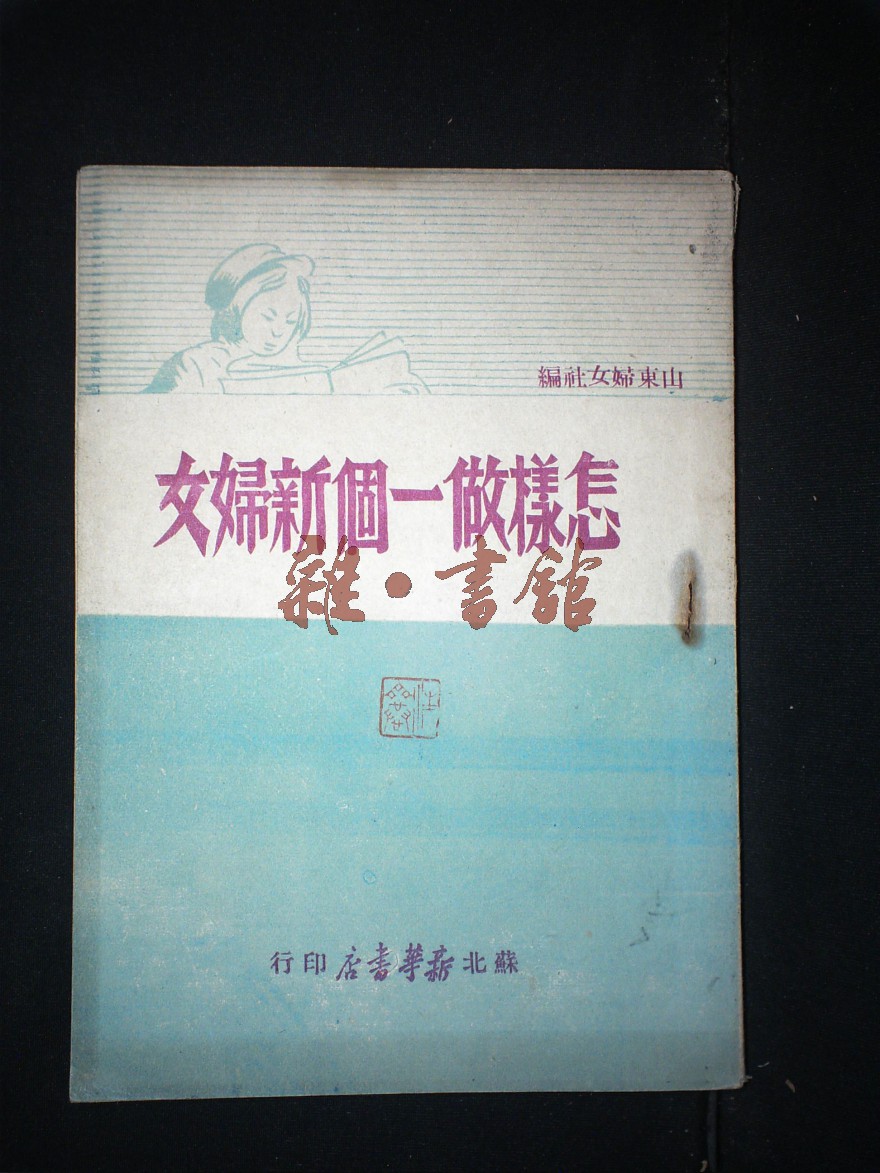 山東婦女社編
怎樣做一個新婦女
雜·書館
蘇北新華書店印行